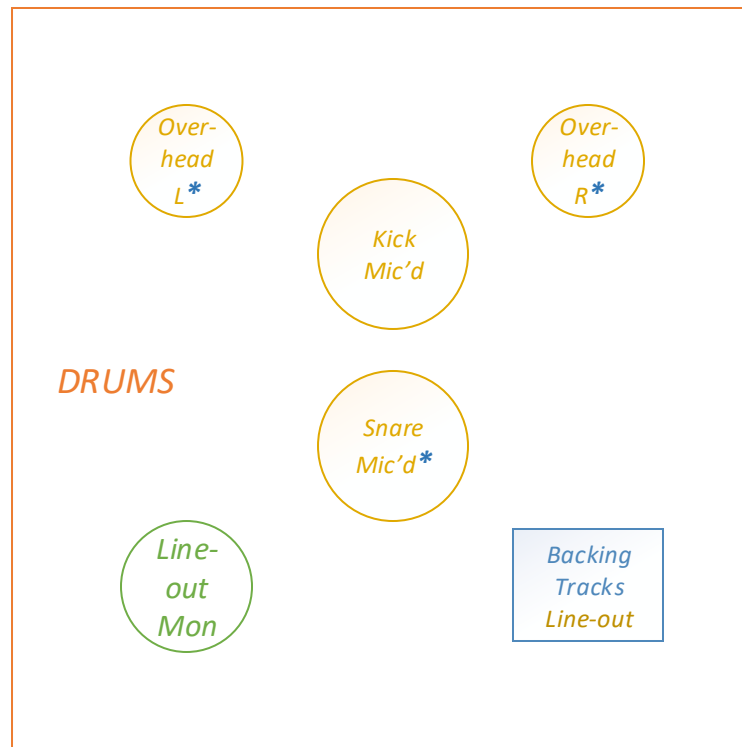 Over-
head
L*
Over-
head
R*
Kick
Mic’d
DRUMS
Snare
Mic’d*
Line-
out
Mon
Backing
Tracks
Line-out